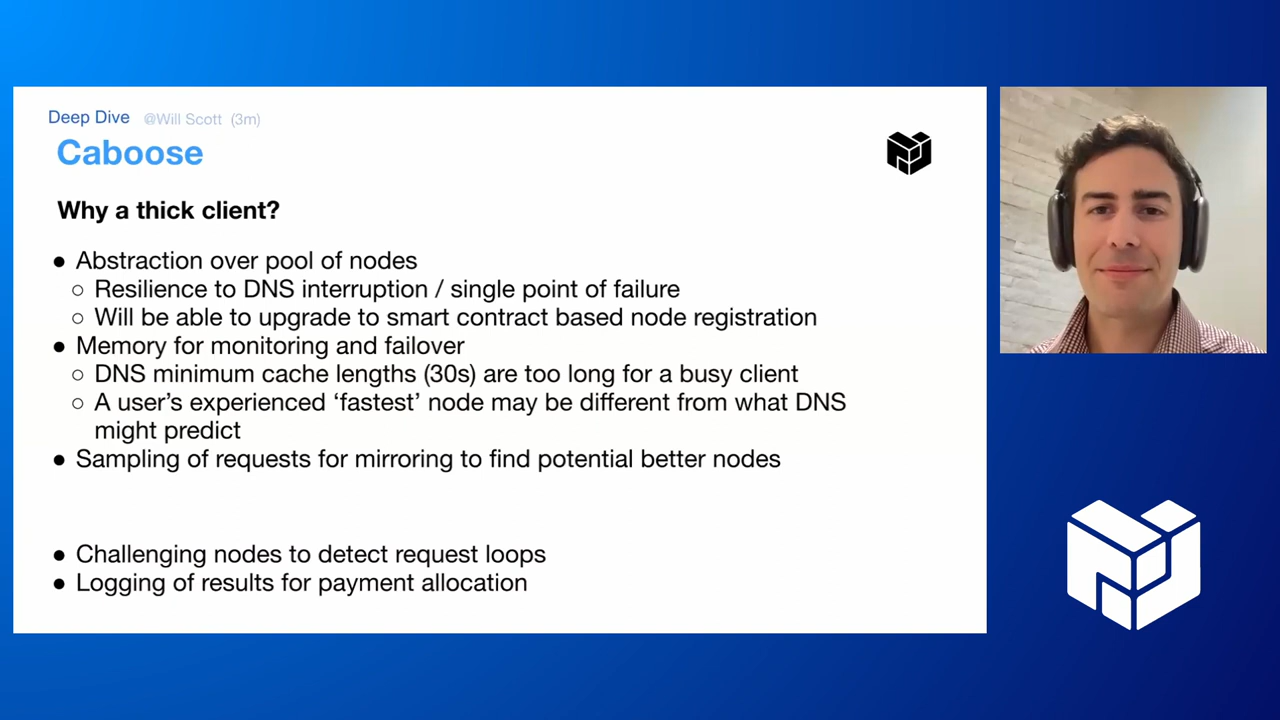 Deep Dive @Will Scott (3m)
Caboose
Why a thick client?
● Abstraction over pool of nodes
○ Resilience to DNS interruption / single point of failure
○ Will be able to upgrade to smart contract based node registration
● Memory for monitoring and failover
○ DNS minimum cache lengths (30s) are too long for a busy client
○ A user’s experienced ‘fastest’ node may be different from what DNS
might predict
● Sampling of requests for mirroring to find potential better nodes
● Challenging nodes to detect request loops
● Logging of results for payment allocation